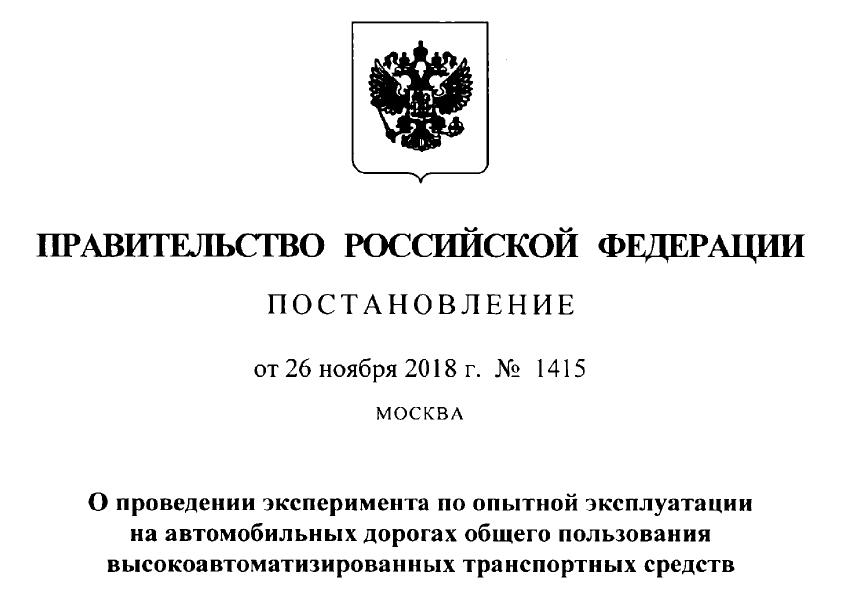 ПРАВИТЕЛЬСТВО РОССИЙСКОЙ ФЕДЕРАЦИИ
ПОСТАНОВЛЕНИЕ
от 26 ноября 2018 г. № 1415
МОСКВА
О проведении эксперимента по опытной эксплуатации
на автомобильных дорогах общего пользования
высокоавтоматизированных транспортных средств